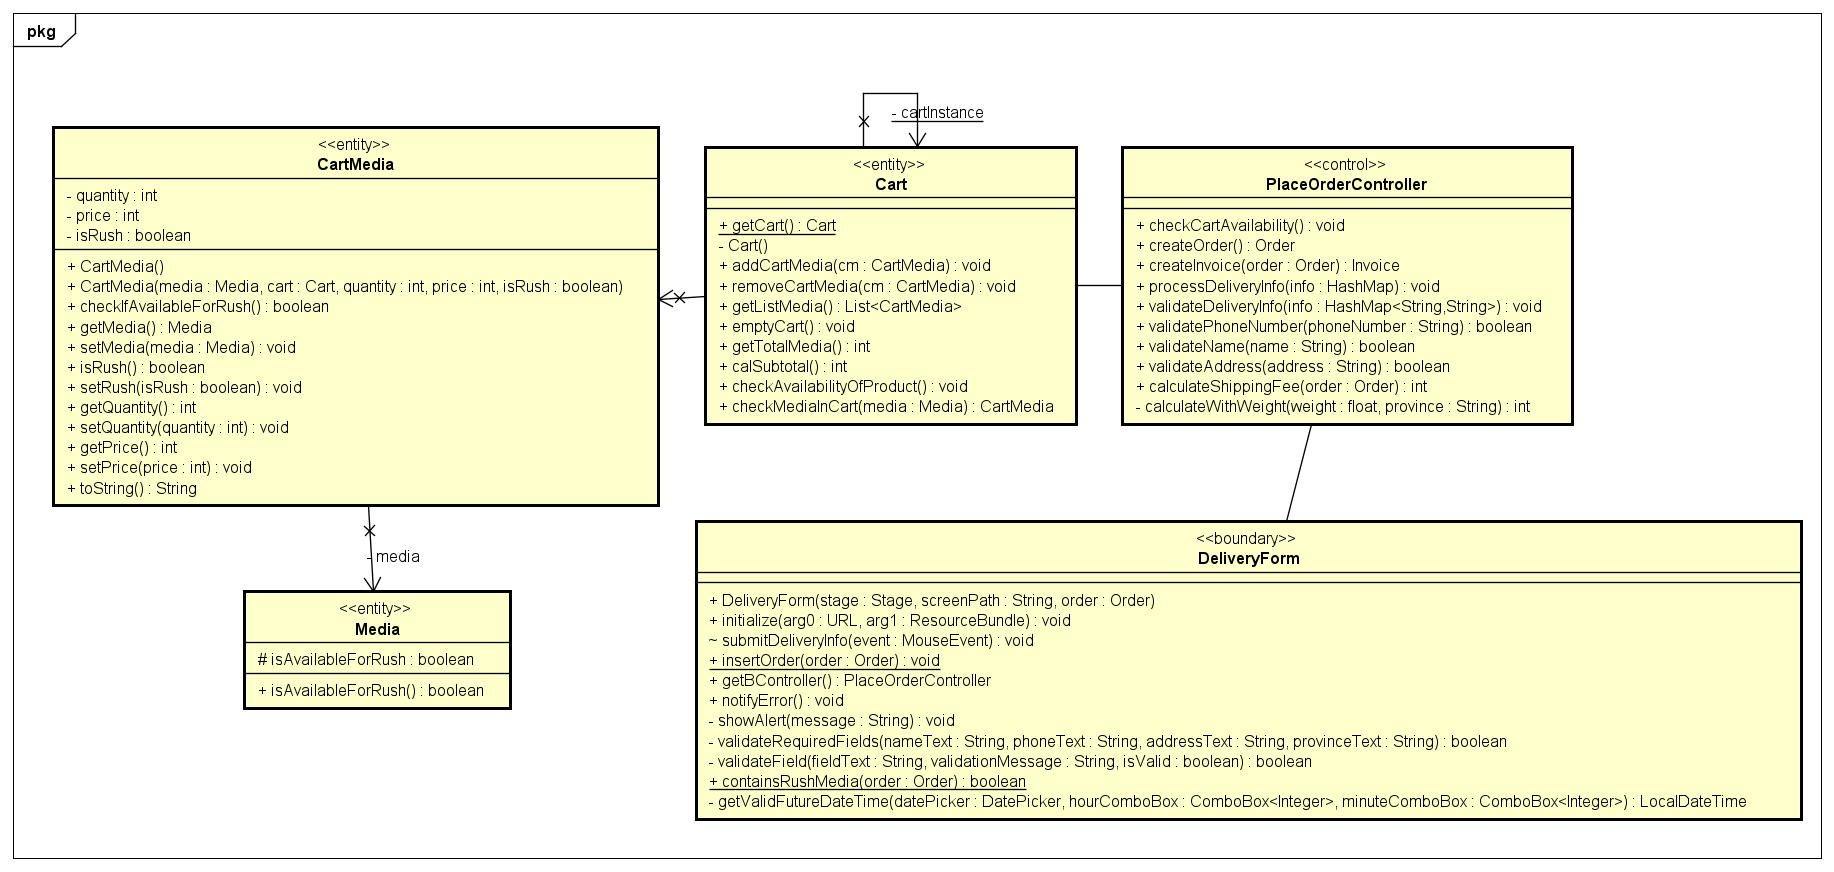 pkg
- cartInstance
<<entity>>
CartMedia
- quantity : int
- price : int
- isRush : boolean
+ CartMedia()
+ CartMedia(media : Media, cart : Cart, quantity : int, price : int, isRush : boolean)
+ checkIfAvailableForRush() : boolean
+ getMedia() : Media
+ setMedia(media : Media) : void
+ isRush() : boolean
+ setRush(isRush : boolean) : void
+ getQuantity() : int
+ setQuantity(quantity : int) : void
+ getPrice() : int
+ setPrice(price : int) : void
+ toString() : String
<<entity>>
Cart
+ getCart() : Cart
- Cart()
+ addCartMedia(cm : CartMedia) : void
+ removeCartMedia(cm : CartMedia) : void
+ getListMedia() : List<CartMedia>
+ emptyCart() : void
+ getTotalMedia() : int
+ calSubtotal() : int
+ checkAvailabilityOfProduct() : void
+ checkMediaInCart(media : Media) : CartMedia
<<control>>
PlaceOrderController
+ checkCartAvailability() : void
+ createOrder() : Order
+ createInvoice(order : Order) : Invoice
+ processDeliveryInfo(info : HashMap) : void
+ validateDeliveryInfo(info : HashMap<String,String>) : void
+ validatePhoneNumber(phoneNumber : String) : boolean
+ validateName(name : String) : boolean
+ validateAddress(address : String) : boolean
+ calculateShippingFee(order : Order) : int
- calculateWithWeight(weight : float, province : String) : int
- media
<<entity>>
Media
# isAvailableForRush : boolean
+ isAvailableForRush() : boolean
<<boundary>>
DeliveryForm
+ DeliveryForm(stage : Stage, screenPath : String, order : Order)
+ initialize(arg0 : URL, arg1 : ResourceBundle) : void
~ submitDeliveryInfo(event : MouseEvent) : void
+ insertOrder(order : Order) : void
+ getBController() : PlaceOrderController
+ notifyError() : void
- showAlert(message : String) : void
- validateRequiredFields(nameText : String, phoneText : String, addressText : String, provinceText : String) : boolean
- validateField(fieldText : String, validationMessage : String, isValid : boolean) : boolean
+ containsRushMedia(order : Order) : boolean
- getValidFutureDateTime(datePicker : DatePicker, hourComboBox : ComboBox<Integer>, minuteComboBox : ComboBox<Integer>) : LocalDateTime